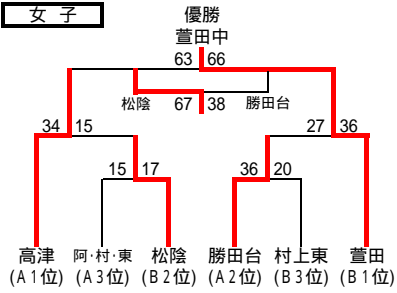 女 子
優勝
萱田中
63 66
松陰 67 38 勝田台
34 15 27 36
15 17 36 20
高津 阿・村・東 松陰 勝田台 村上東 萱田
(A1位) (A3位) (B2位) (A2位) (B3位) (B1位)